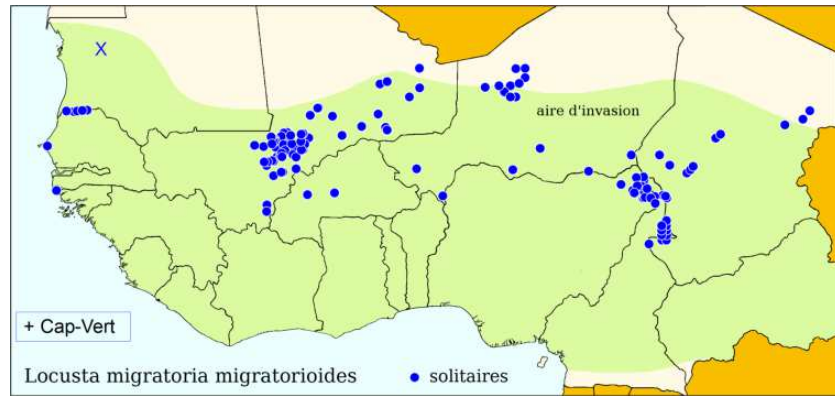 X
aire d'invasion
+ Cap-Vert
Locusta migratoria migratorioides
solitaires